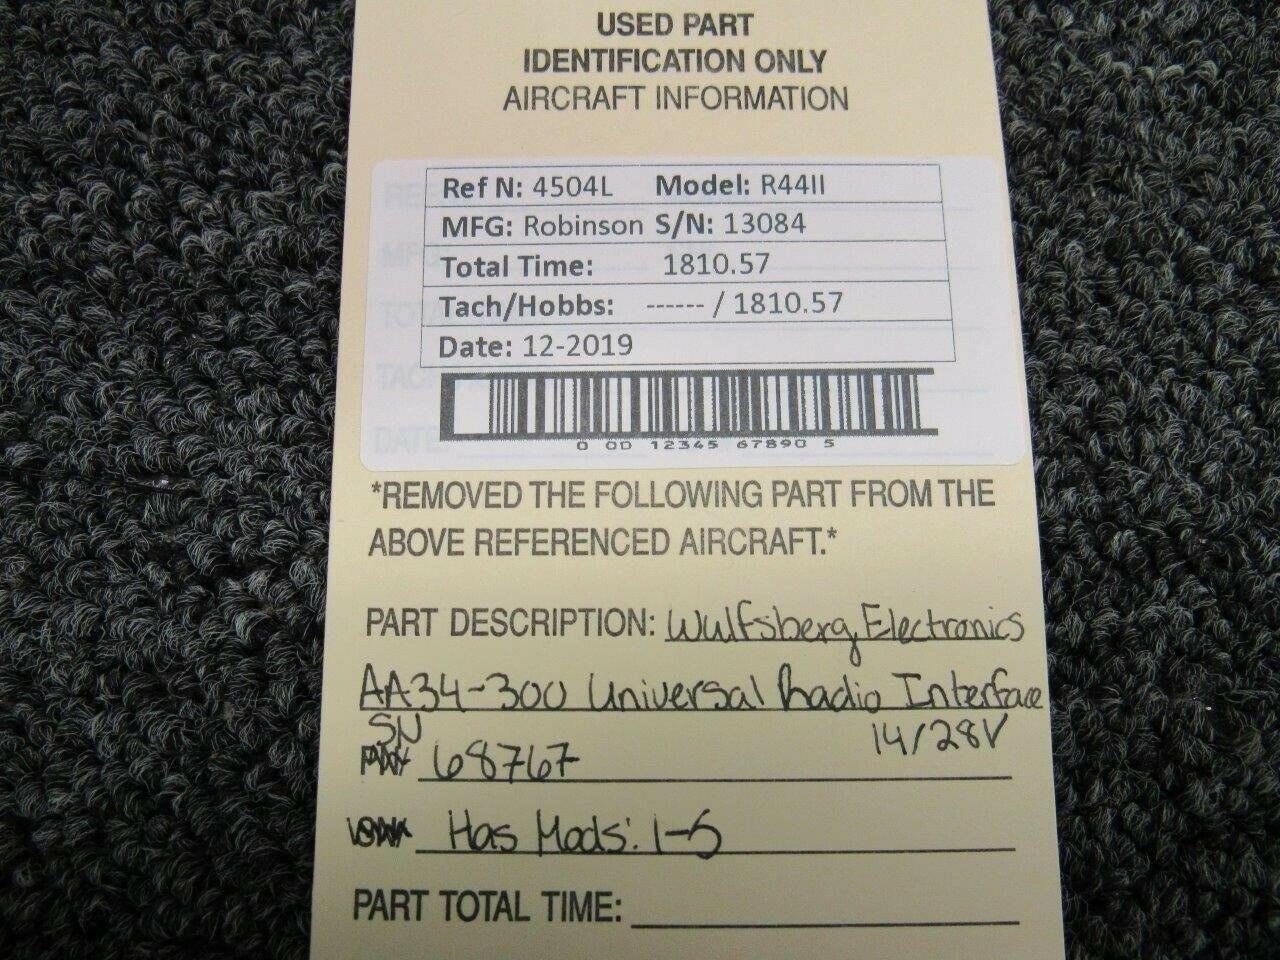 USED PART
IDENTIFICATION ONLY
AIRCRAFT INFORMATION
Ref N: 4504L Model: R44II
MFG: Robinson S/N: 13084
Total Time: 1810.57
Tach/Hobbs: ------ / 1810.57
Date: 12-2019
0 00 12345 67890 5
*REMOVED THE FOLLOWING PART FROM THE
ABOVE REFERENCED AIRCRAFT.*
PART DESCRIPTION: Wulfsberg Electronics
AA34-300 Universal Radio Interface
14/28V
SN 68767
Has Mods: 1-5
PART TOTAL TIME: